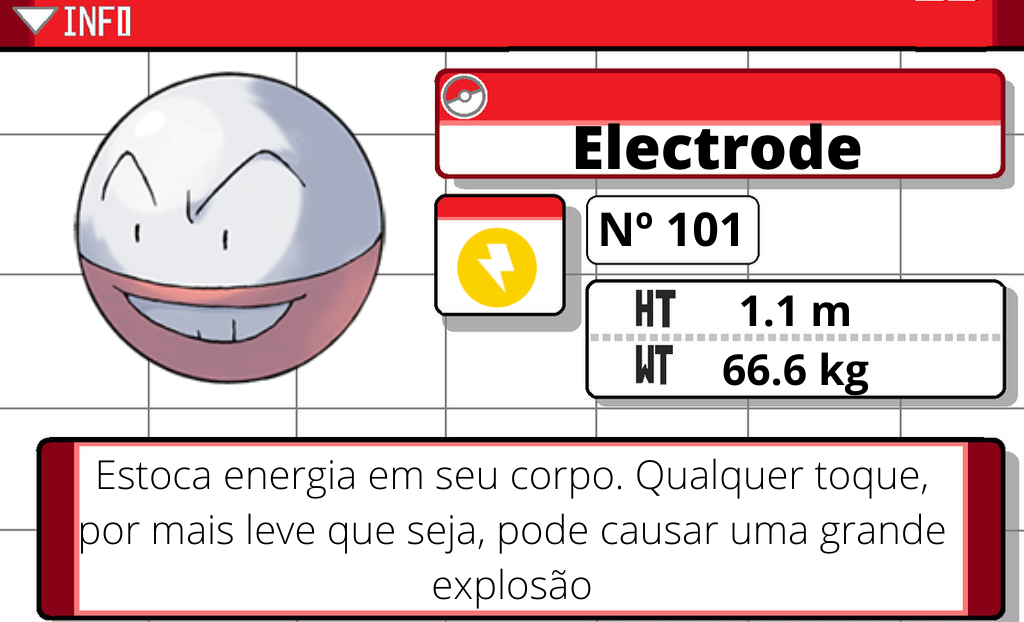 INFO
Electrode
Nº 101
HT 1.1 m
WT 66.6 kg
Estoca energia em seu corpo. Qualquer toque,
por mais leve que seja, pode causar uma grande
explosão